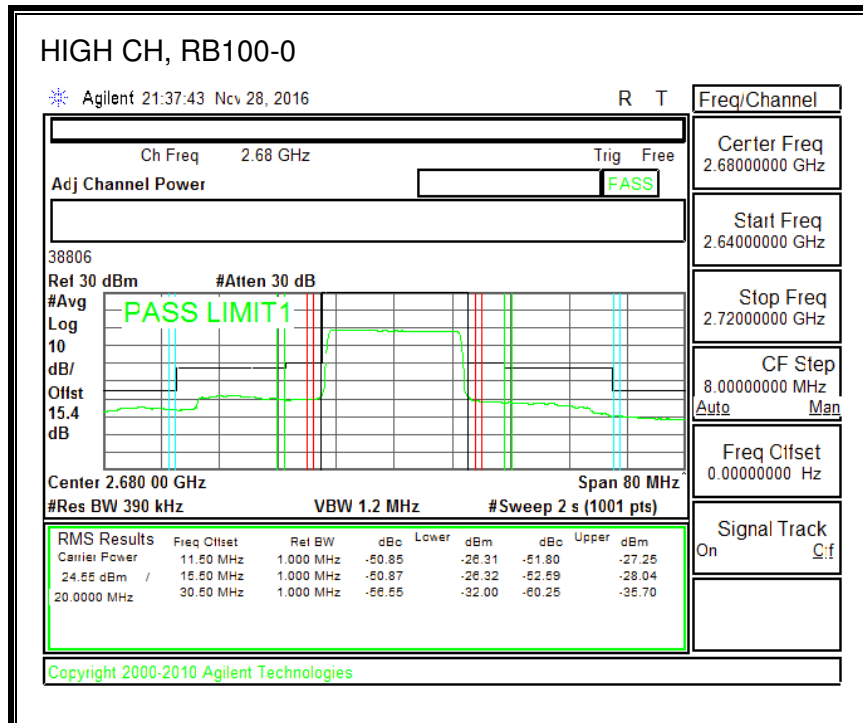 HIGH CH, RB100-0
Agilent 21:37:43 Nov 28, 2016 R T
Freq/Channel
Ch Freq 2.68 GHz Trig Free
Adj Channel Power PASS
Center Freq
2.68000000 GHz
Start Freq
2.64000000 GHz
Stop Freq
2.72000000 GHz
CF Step
8.00000000 MHz
Auto Man
Freq Offset
0.00000000 Hz
Signal Track
On Off
38806
Ref 30 dBm #Atten 30 dB
#Avg
Log
10
dB/
Offst
15.4
dB
PASS LIMIT1
Center 2.680 00 GHz Span 80 MHz
#Res BW 390 kHz VBW 1.2 MHz #Sweep 2 s (1001 pts)
RMS Results Freq Offset Ref BW dBc Lower dBm dBc Upper dBm
Carrier Power 11.50 MHz 1.000 MHz -50.85 -26.31 -51.80 -27.25
24.55 dBm / 15.50 MHz 1.000 MHz -50.87 -26.32 -52.59 -28.04
20.0000 MHz 30.50 MHz 1.000 MHz -56.55 -32.00 -60.25 -35.70
Copyright 2000-2010 Agilent Technologies